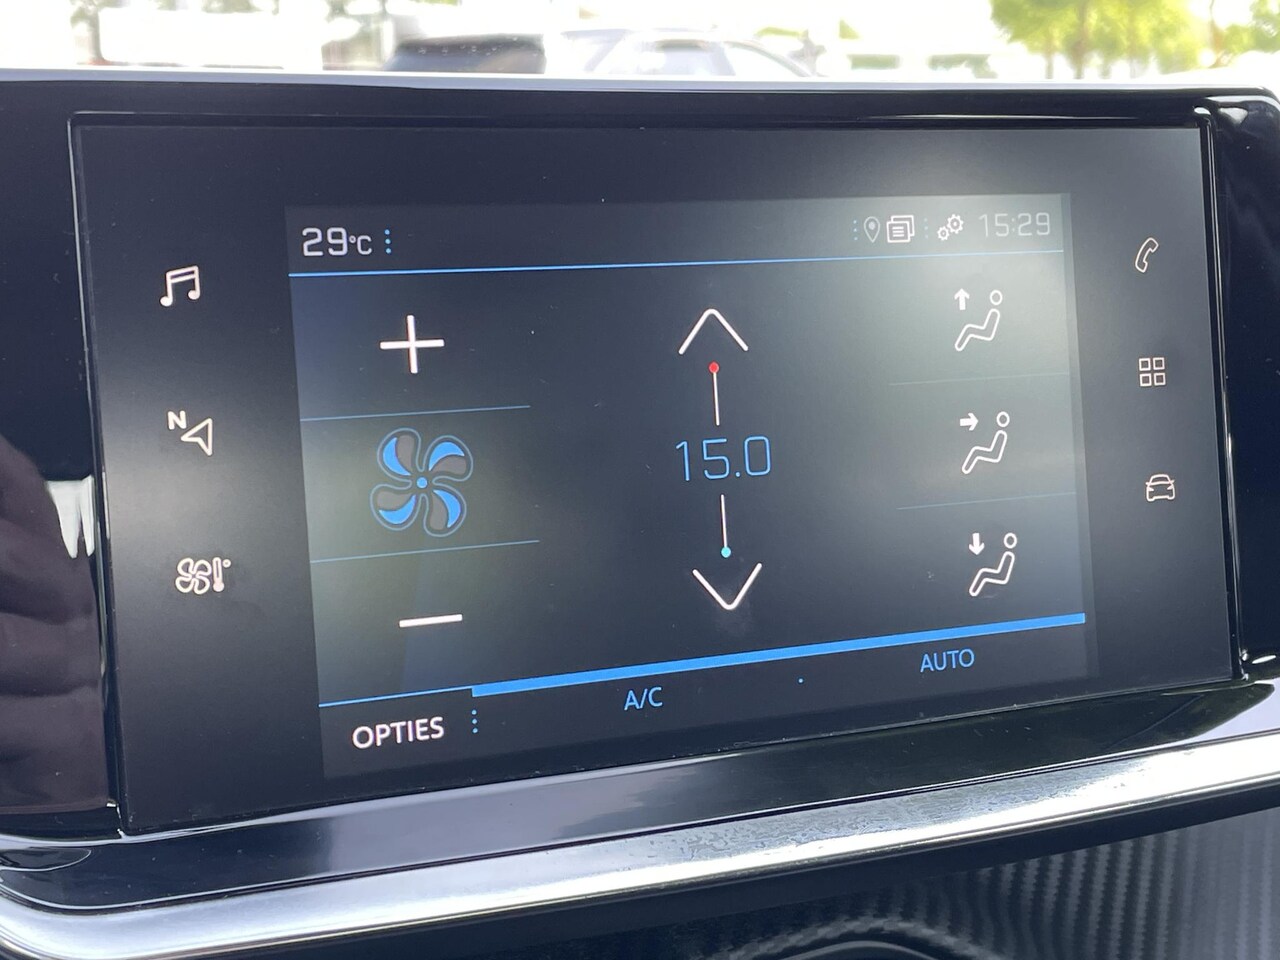 29°C
15:29
N
15.0
A/C
AUTO
OPTIES